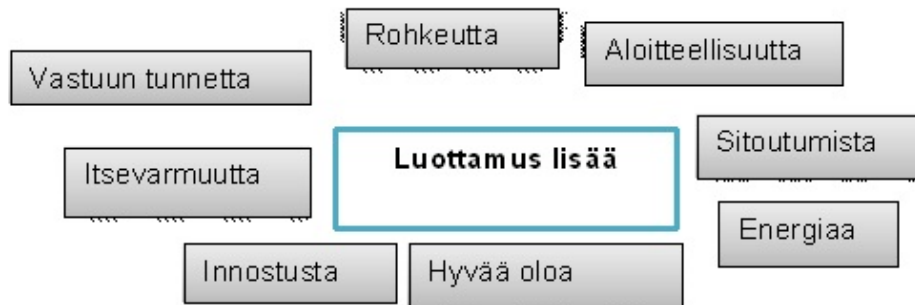 Rohkeutta
Aloitteellisuutta
Vastuun tunnetta
Sitoutumista
Luottamus lisää
Itsevarmuutta
Energiaa
Innostusta
Hyvää oloa